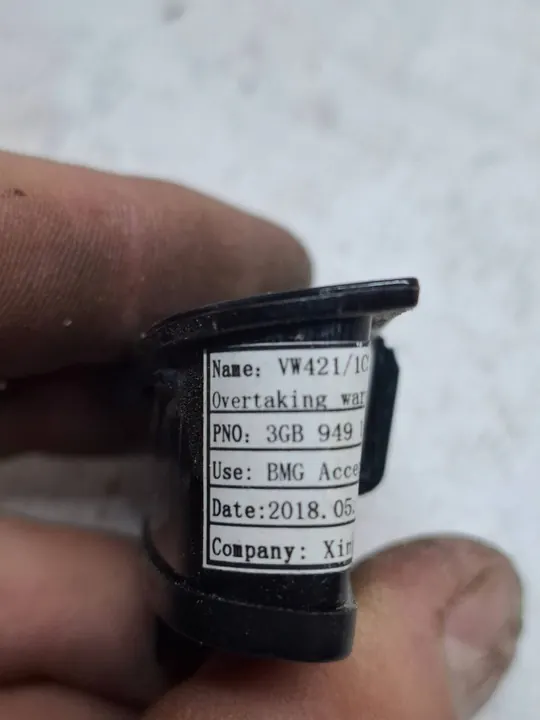 Name: VW421/1C
Overtaking war
PNO: 3GB 949
Use: BMG Acce
Date:2018.05.
Company: Xin